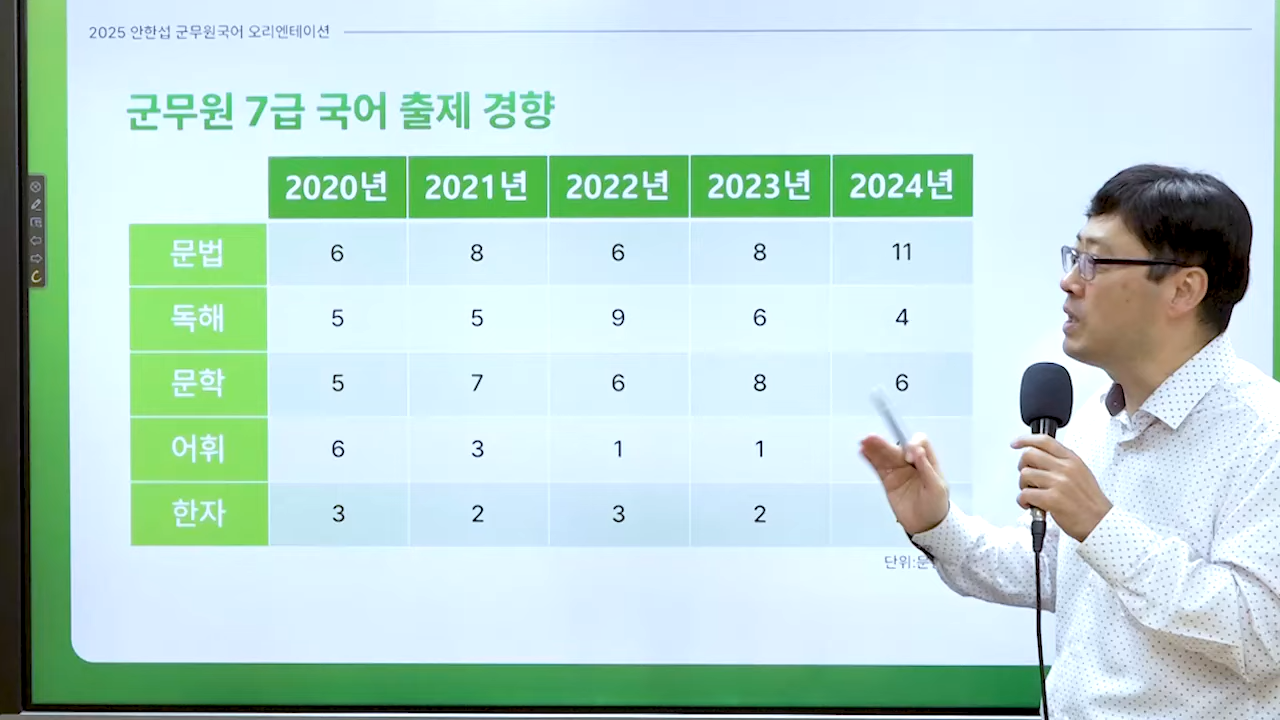 2025 안한섭 군무원국어 오리엔테이션
군무원 7급 국어 출제 경향
2020년 2021년 2022년 2023년 2024년
문법 6 8 6 8 11
독해 5 5 9 6 4
문학 5 7 6 8 6
어휘 6 3 1 1
한자 3 2 3 2
단위: